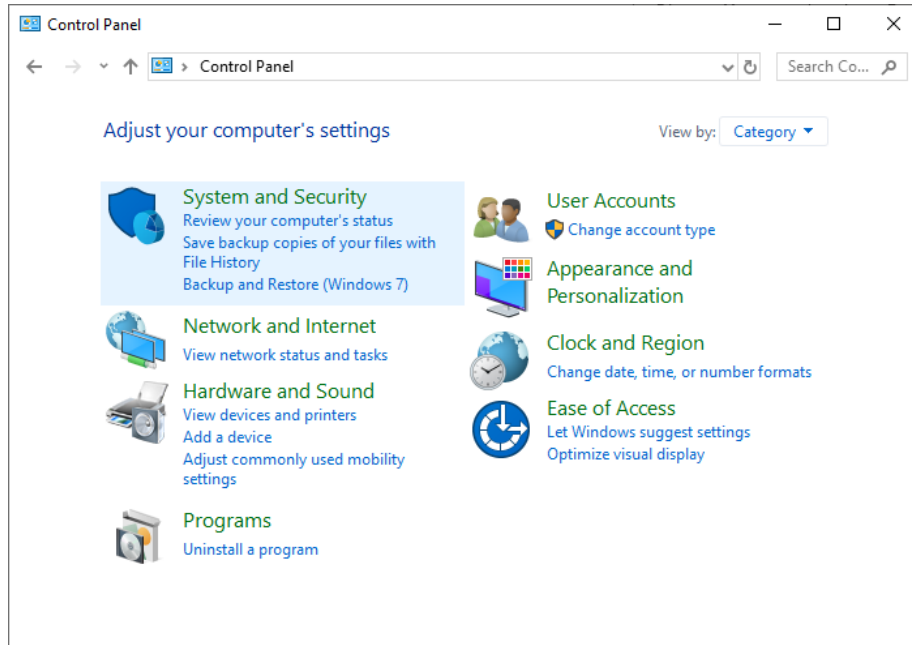 Control Panel
Control Panel
Search Co...
Adjust your computer's settings
View by: Category
System and Security
Review your computer's status
Save backup copies of your files with
File History
Backup and Restore (Windows 7)
Network and Internet
View network status and tasks
Hardware and Sound
View devices and printers
Add a device
Adjust commonly used mobility
settings
Programs
Uninstall a program
User Accounts
Change account type
Appearance and
Personalization
Clock and Region
Change date, time, or number formats
Ease of Access
Let Windows suggest settings
Optimize visual display